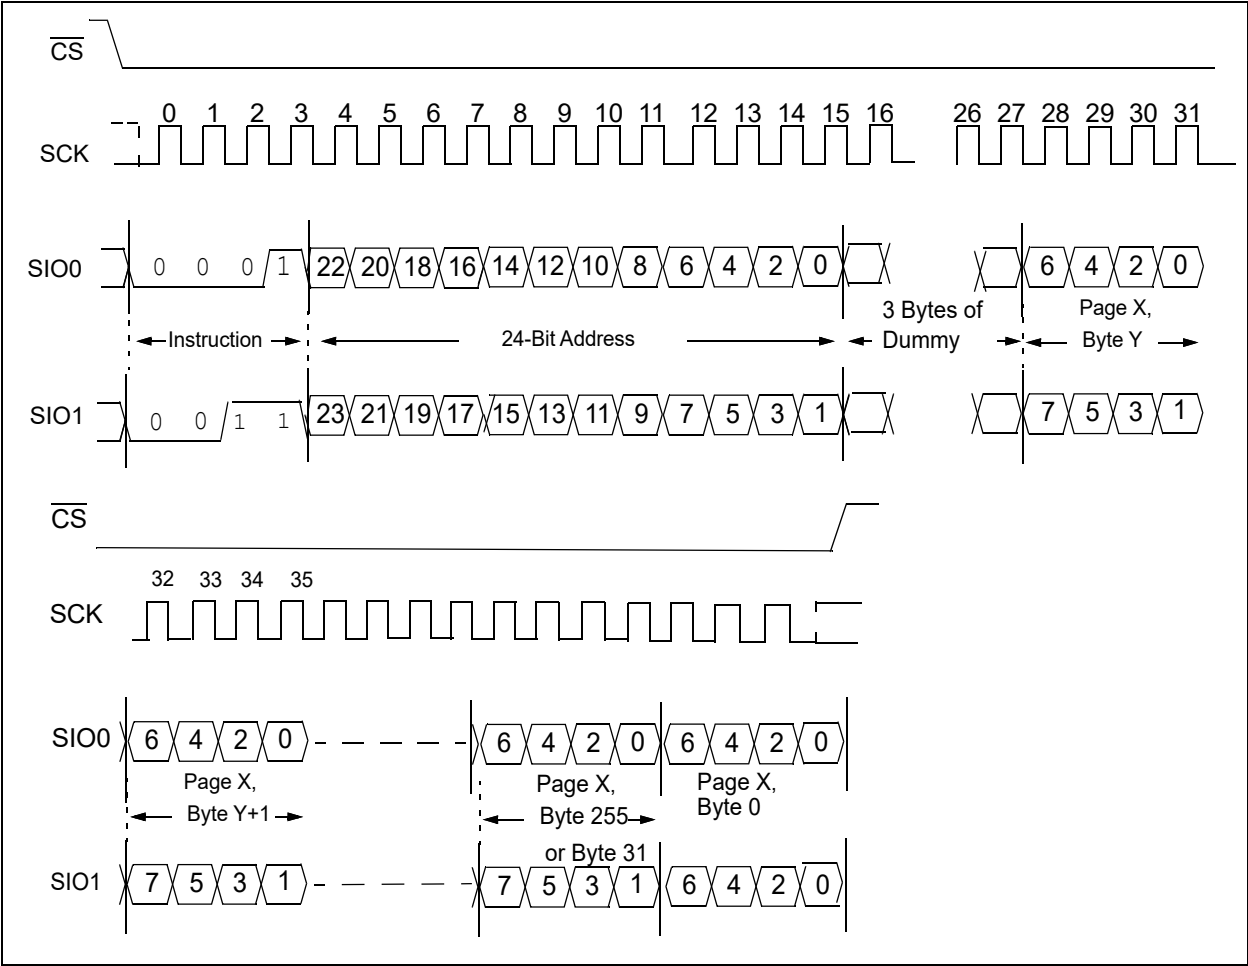 CS
0 1 2 3 4 5 6 7 8 9 10 11 12 13 14 15 16 26 27 28 29 30 31
SCK
SIO0 0 0 0 1 22 20 18 16 14 12 10 8 6 4 2 0 6 4 2 0
3 Bytes of
Dummy
Page X,
Byte Y
Instruction
24-Bit Address
SIO1 0 0 1 1 23 21 19 17 15 13 11 9 7 5 3 1 7 5 3 1
CS
32 33 34 35
SCK
SIO0 6 4 2 0 6 4 2 0 6 4 2 0
Page X,
Byte Y+1
Page X,
Byte 255
or Byte 31
Page X,
Byte 0
SIO1 7 5 3 1 7 5 3 1 6 4 2 0